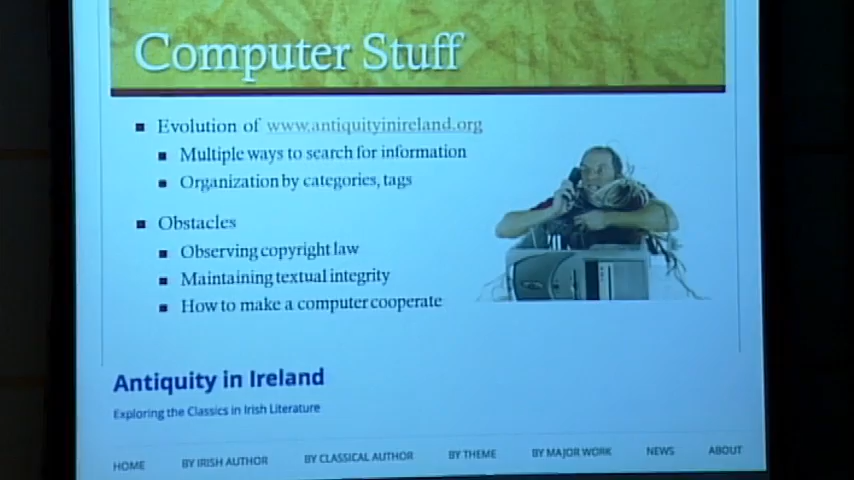 Computer Stuff
Evolution of www.antiquityinireland.org
Multiple ways to search for information
Organization by categories, tags
Obstacles
Observing copyright law
Maintaining textual integrity
How to make a computer cooperate
Antiquity in Ireland
Exploring the Classics in Irish Literature
HOME BY IRISH AUTHOR BY CLASSICAL AUTHOR BY THEME BY MAJOR WORK NEWS ABOUT